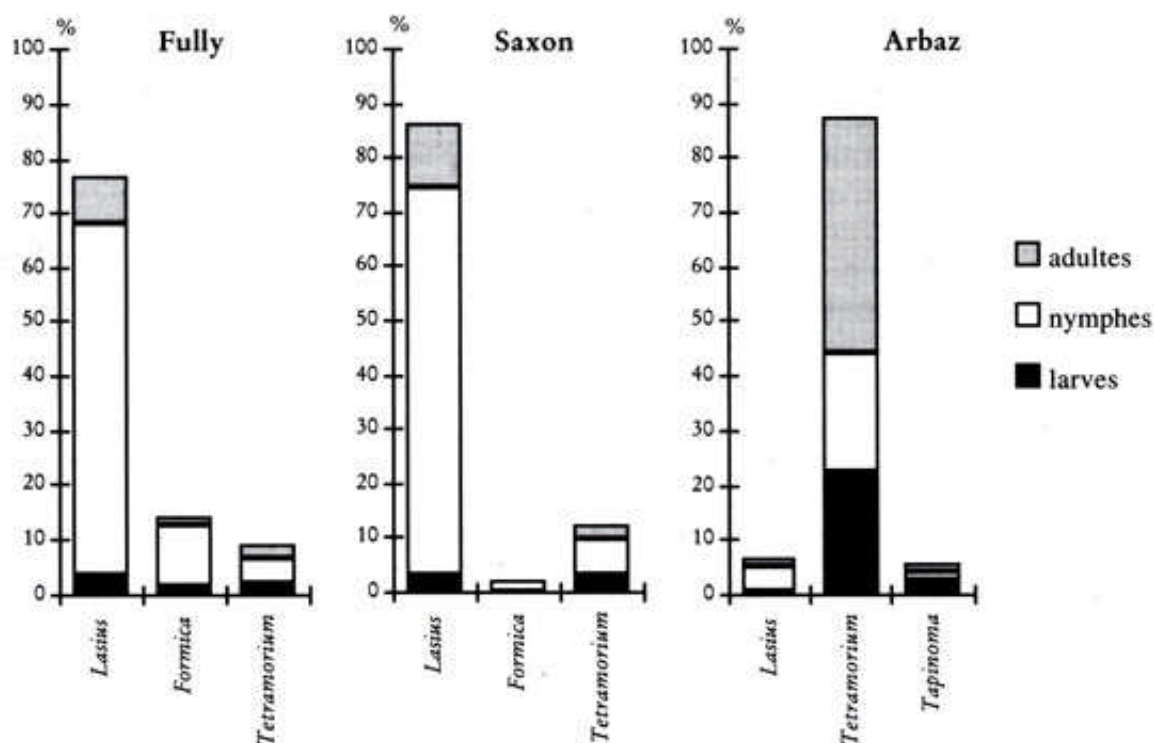 %
Fully
100
90
80
70
60
50
40
30
20
10
0
Lasius
Formica
Tetramorium
%
Saxon
100
90
80
70
60
50
40
30
20
10
0
Lasius
Formica
Tetramorium
%
Arbaz
100
90
80
70
60
50
40
30
20
10
0
Lasius
Tetramorium
Tapinoma
adultes
nymphes
larves